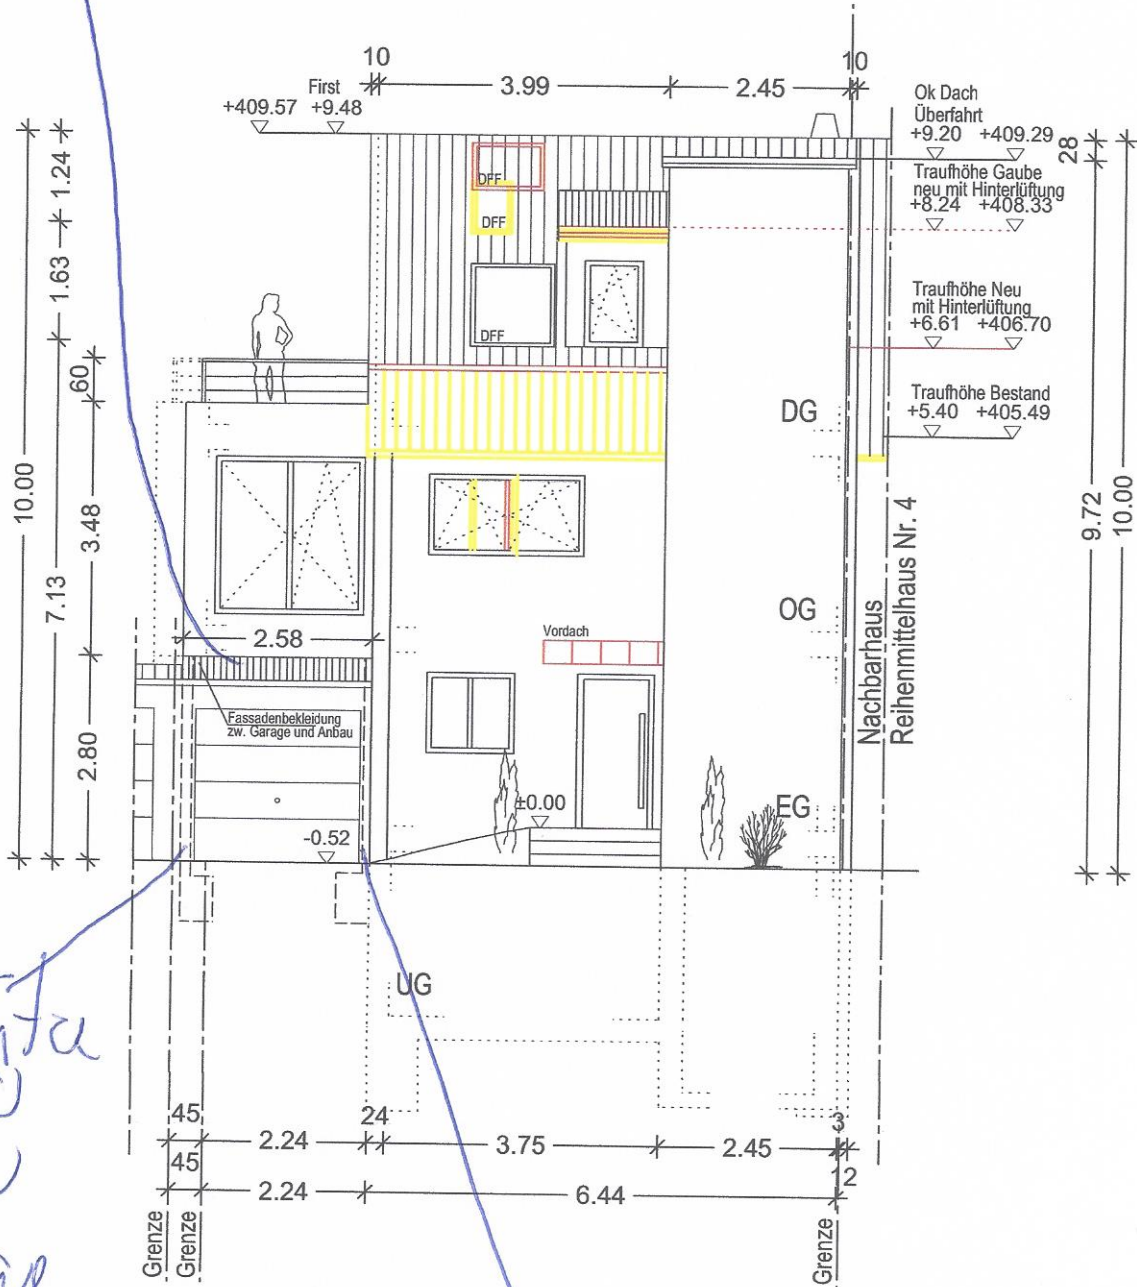 10
3.99
2.45
10
First
+409.57 +9.48
Ok Dach
Überfahrt
+9.20 +409.29
28
Traufhöhe Gaube
neu mit Hinterlüftung
+8.24 +408.33
Traufhöhe Neu
mit Hinterlüftung
+6.61 +406.70
Traufhöhe Bestand
+5.40 +405.49
1.24
1.63
60
10.00
3.48
7.13
2.80
DFF
DFF
DFF
DG
OG
EG
UG
9.72
10.00
2.58
Vordach
Fassadenbekleidung
zw. Garage und Anbau
±0.00
-0.52
Nachbarhaus
Reihenmittelhaus Nr. 4
45
2.24
24
3.75
2.45
3
45
2.24
6.44
12
Grenze
Grenze
Grenze